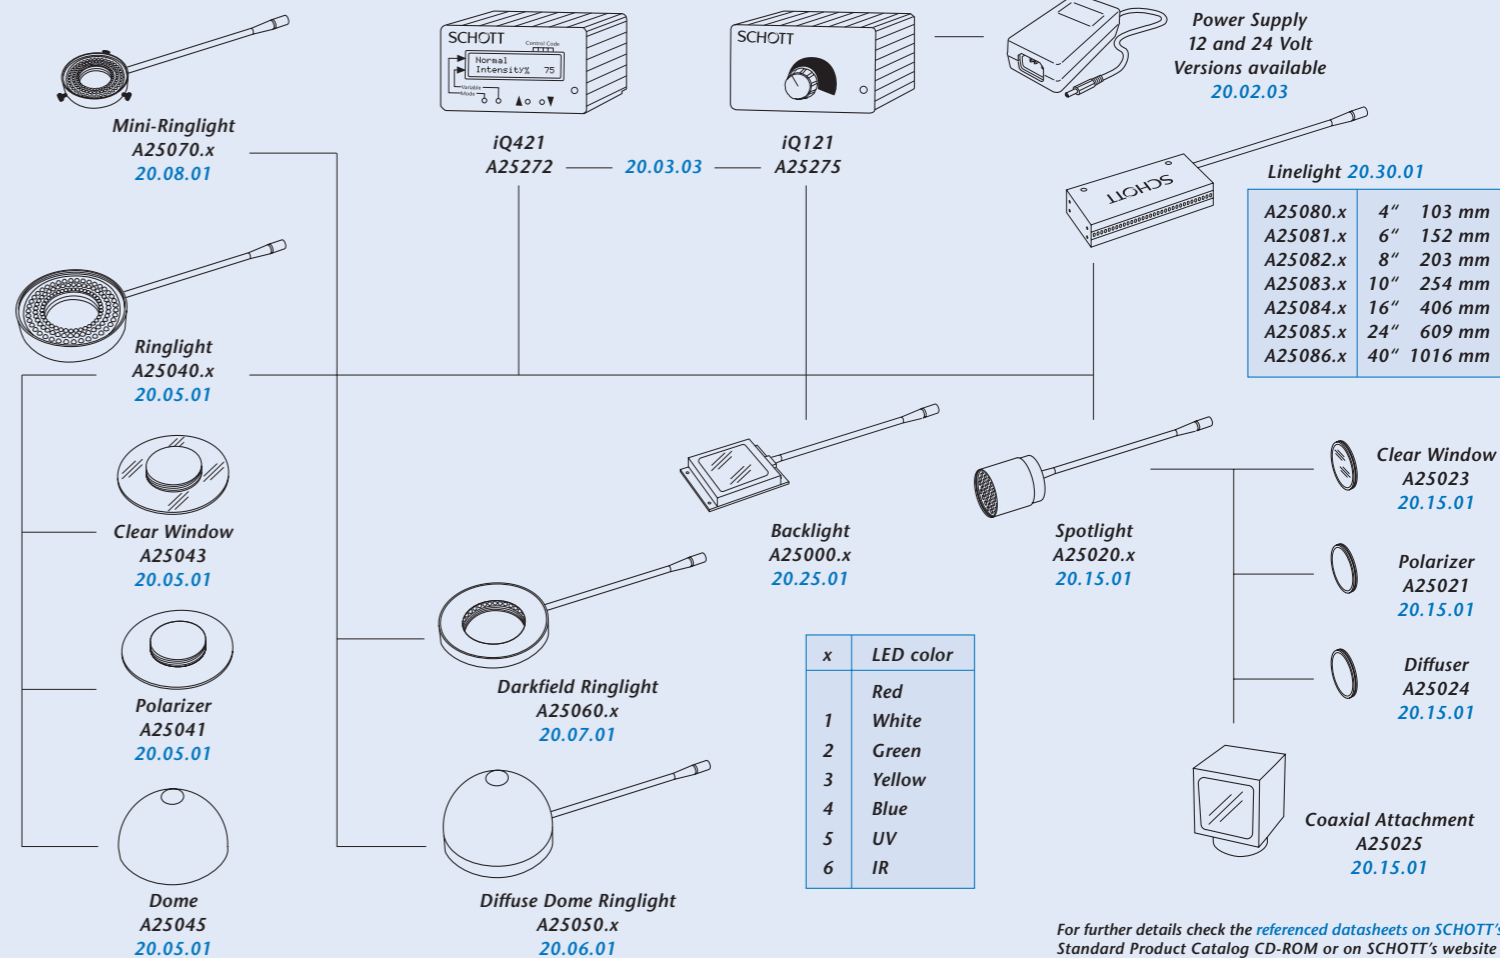 SCHOTT
Control Code
Normal
Intensity% 75
Variable
Mode
SCHOTT
Power Supply
12 and 24 Volt
Versions available
20.02.03
Mini-Ringlight
A25070.x
20.08.01
iQ421
A25272
20.03.03
iQ121
A25275
SCHOTT
Linelight 20.30.01
A25080.x 4“ 103 mm
A25081.x 6“ 152 mm
A25082.x 8“ 203 mm
A25083.x 10“ 254 mm
A25084.x 16“ 406 mm
A25085.x 24“ 609 mm
A25086.x 40“ 1016 mm
Ringlight
A25040.x
20.05.01
Clear Window
A25043
20.05.01
Polarizer
A25041
20.05.01
Dome
A25045
20.05.01
Backlight
A25000.x
20.25.01
Spotlight
A25020.x
20.15.01
Clear Window
A25023
20.15.01
Polarizer
A25021
20.15.01
Diffuser
A25024
20.15.01
Coaxial Attachment
A25025
20.15.01
Darkfield Ringlight
A25060.x
20.07.01
Diffuse Dome Ringlight
A25050.x
20.06.01
x LED color
Red
1 White
2 Green
3 Yellow
4 Blue
5 UV
6 IR
For further details check the referenced datasheets on SCHOTT’s
Standard Product Catalog CD-ROM or on SCHOTT’s website